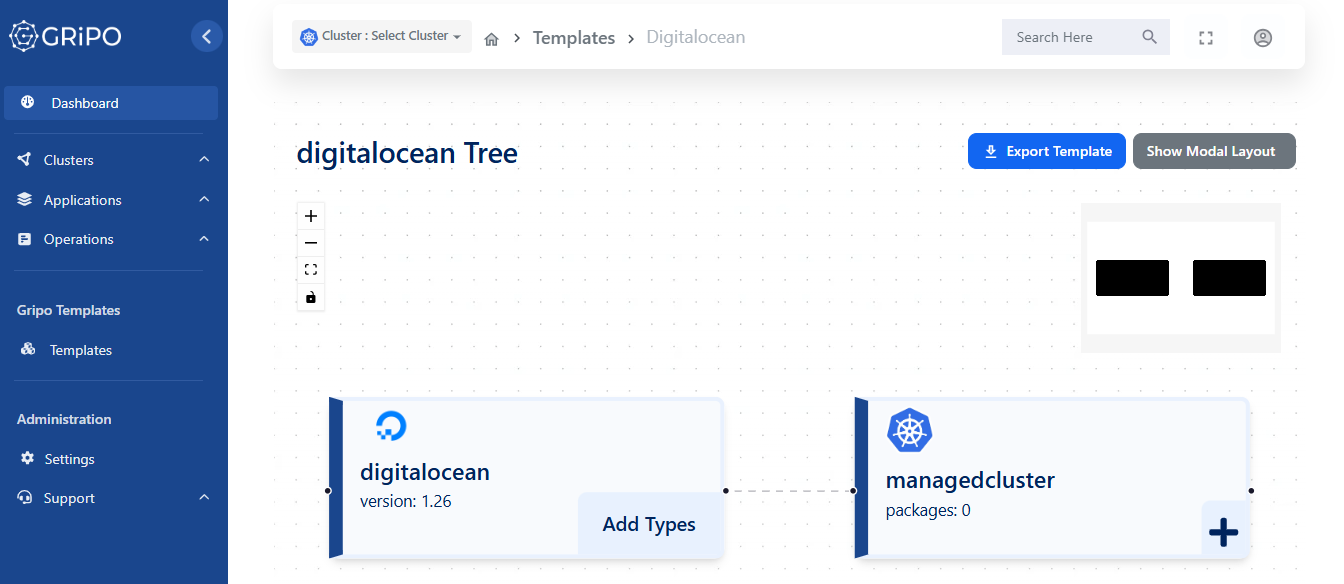 GRiPO
Cluster : Select Cluster
Templates
Digitalocean
Search Here
Dashboard
Clusters
Applications
Operations
Gripo Templates
Templates
Administration
Settings
Support
digitalocean Tree
Export Template
Show Modal Layout
digitalocean
version: 1.26
Add Types
managedcluster
packages: 0